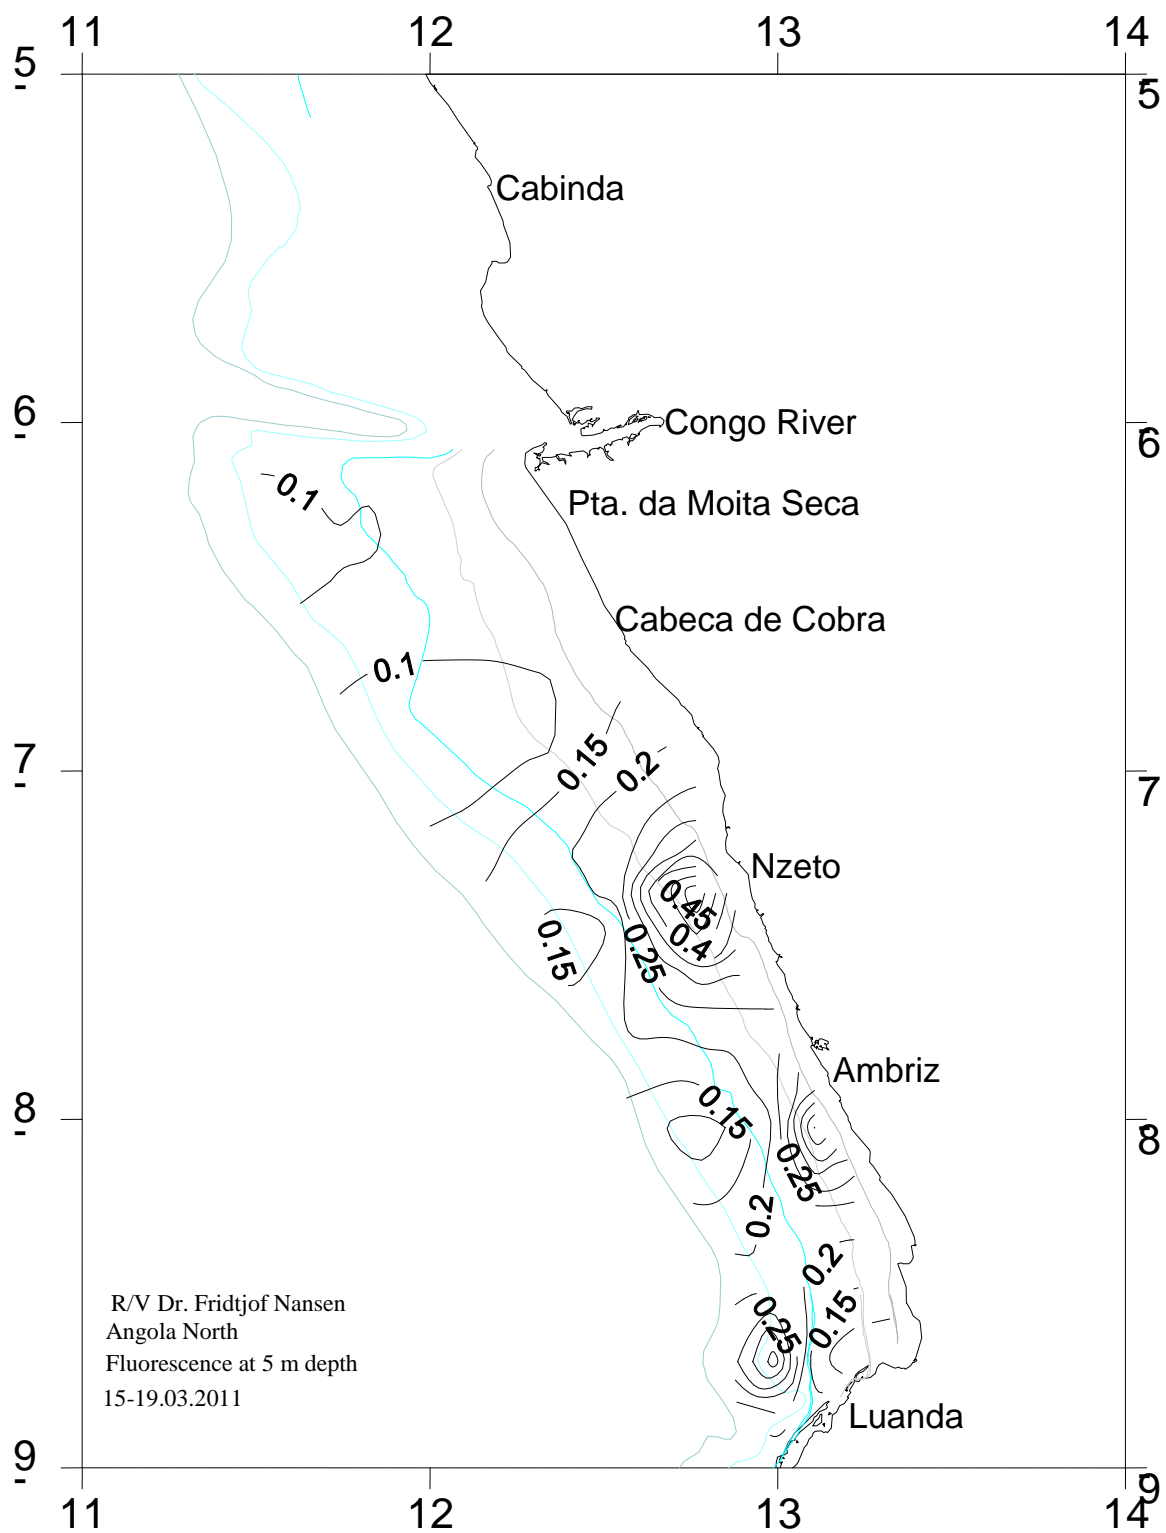 11 12 13 14
5
-
5
-
Cabinda
6
-
Congo River
6
-
0.1
Pta. da Moita Seca
Cabeca de Cobra
0.1
0.15
0.2
7
-
7
-
Nzeto
0.45
0.4
0.15
0.25
Ambriz
0.15
8
-
8
-
0.25
0.2
0.2
R/V Dr. Fridtjof Nansen
0.25
0.15
Angola North
Fluorescence at 5 m depth
15-19.03.2011
Luanda
9
-
9
-
11 12 13 14